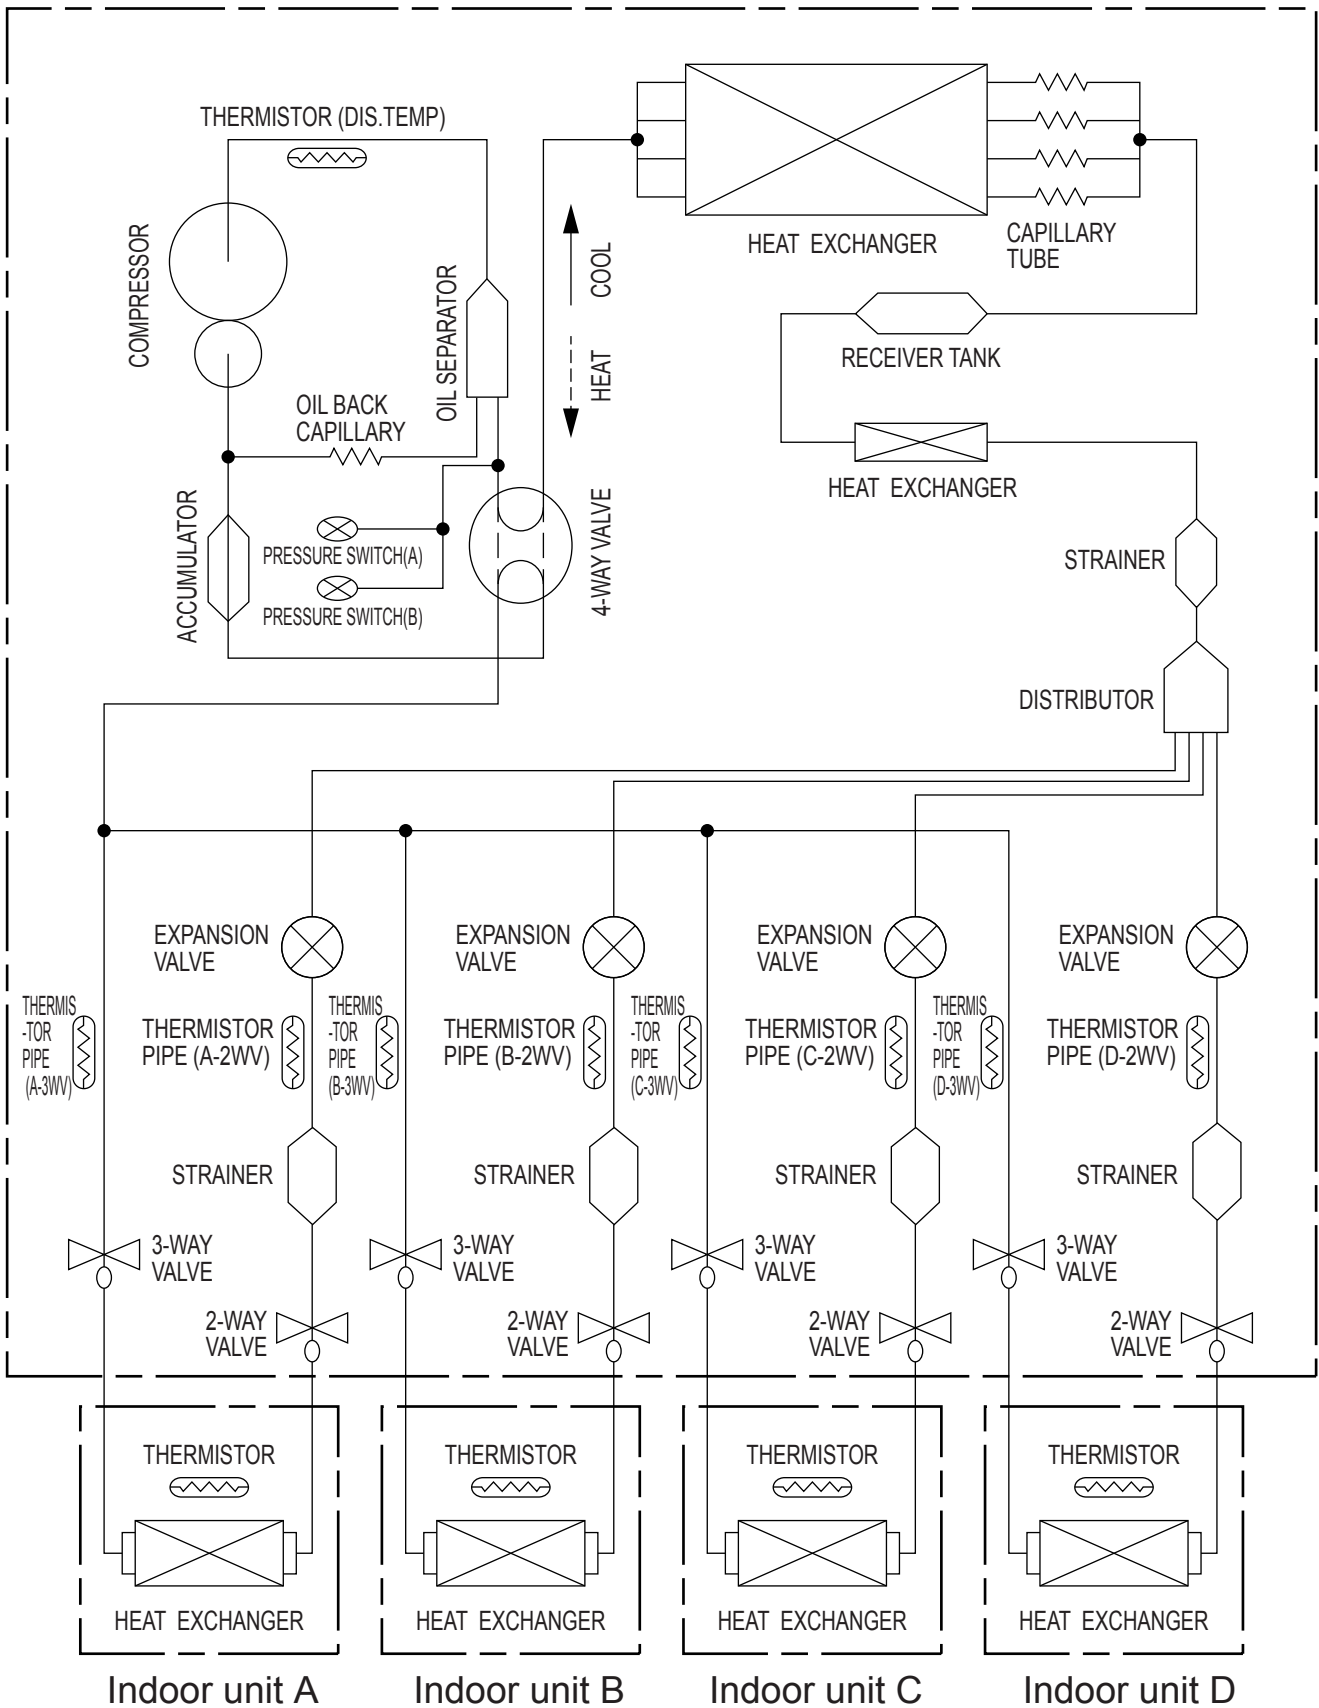 THERMISTOR (DIS.TEMP)
COMPRESSOR
OIL SEPARATOR
OIL BACK
CAPILLARY
COOL
HEAT
HEAT EXCHANGER
CAPILLARY
TUBE
RECEIVER TANK
HEAT EXCHANGER
ACCUMULATOR
PRESSURE SWITCH(A)
PRESSURE SWITCH(B)
4-WAY VALVE
STRAINER
DISTRIBUTOR
EXPANSION
VALVE
EXPANSION
VALVE
EXPANSION
VALVE
EXPANSION
VALVE
THERMIS
-TOR
PIPE
(A-3WV)
THERMISTOR
PIPE (A-2WV)
THERMIS
-TOR
PIPE
(B-3WV)
THERMISTOR
PIPE (B-2WV)
THERMIS
-TOR
PIPE
(C-3WV)
THERMISTOR
PIPE (C-2WV)
THERMIS
-TOR
PIPE
(D-3WV)
THERMISTOR
PIPE (D-2WV)
STRAINER
STRAINER
STRAINER
STRAINER
3-WAY
VALVE
3-WAY
VALVE
3-WAY
VALVE
3-WAY
VALVE
2-WAY
VALVE
2-WAY
VALVE
2-WAY
VALVE
2-WAY
VALVE
THERMISTOR
THERMISTOR
THERMISTOR
THERMISTOR
HEAT EXCHANGER
HEAT EXCHANGER
HEAT EXCHANGER
HEAT EXCHANGER
Indoor unit A
Indoor unit B
Indoor unit C
Indoor unit D